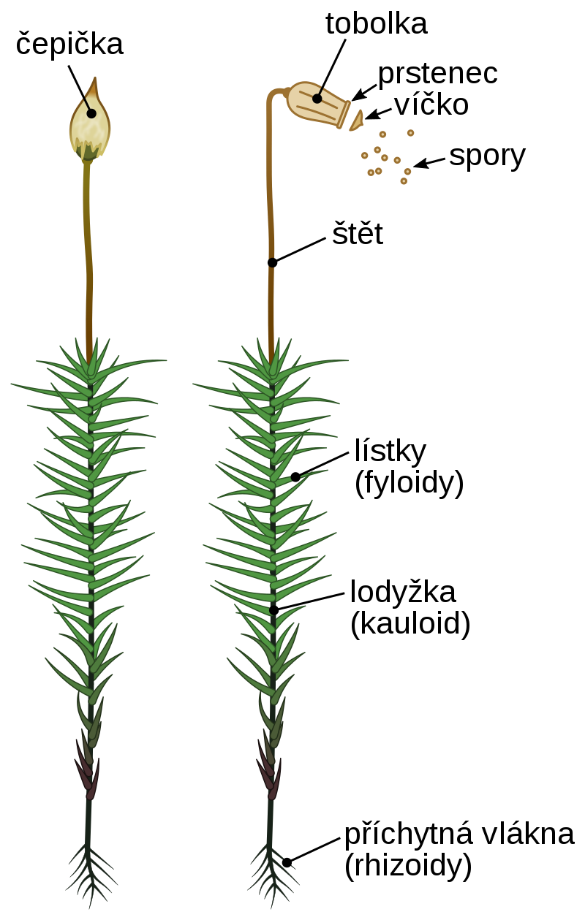 čepička
tobolka
prstenec
víčko
spory
štět
lístky
(fyloidy)
lodyžka
(kauloid)
příchytná vlákna
(rhizoidy)